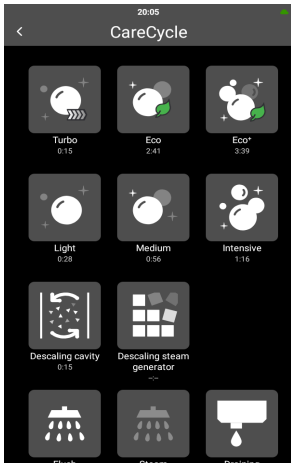 20:05
CareCycle
Turbo
0:15
Eco
2:41
Eco+
3:39
Light
0:28
Medium
0:56
Intensive
1:16
Descaling cavity
0:15
Descaling steam
generator
--:--